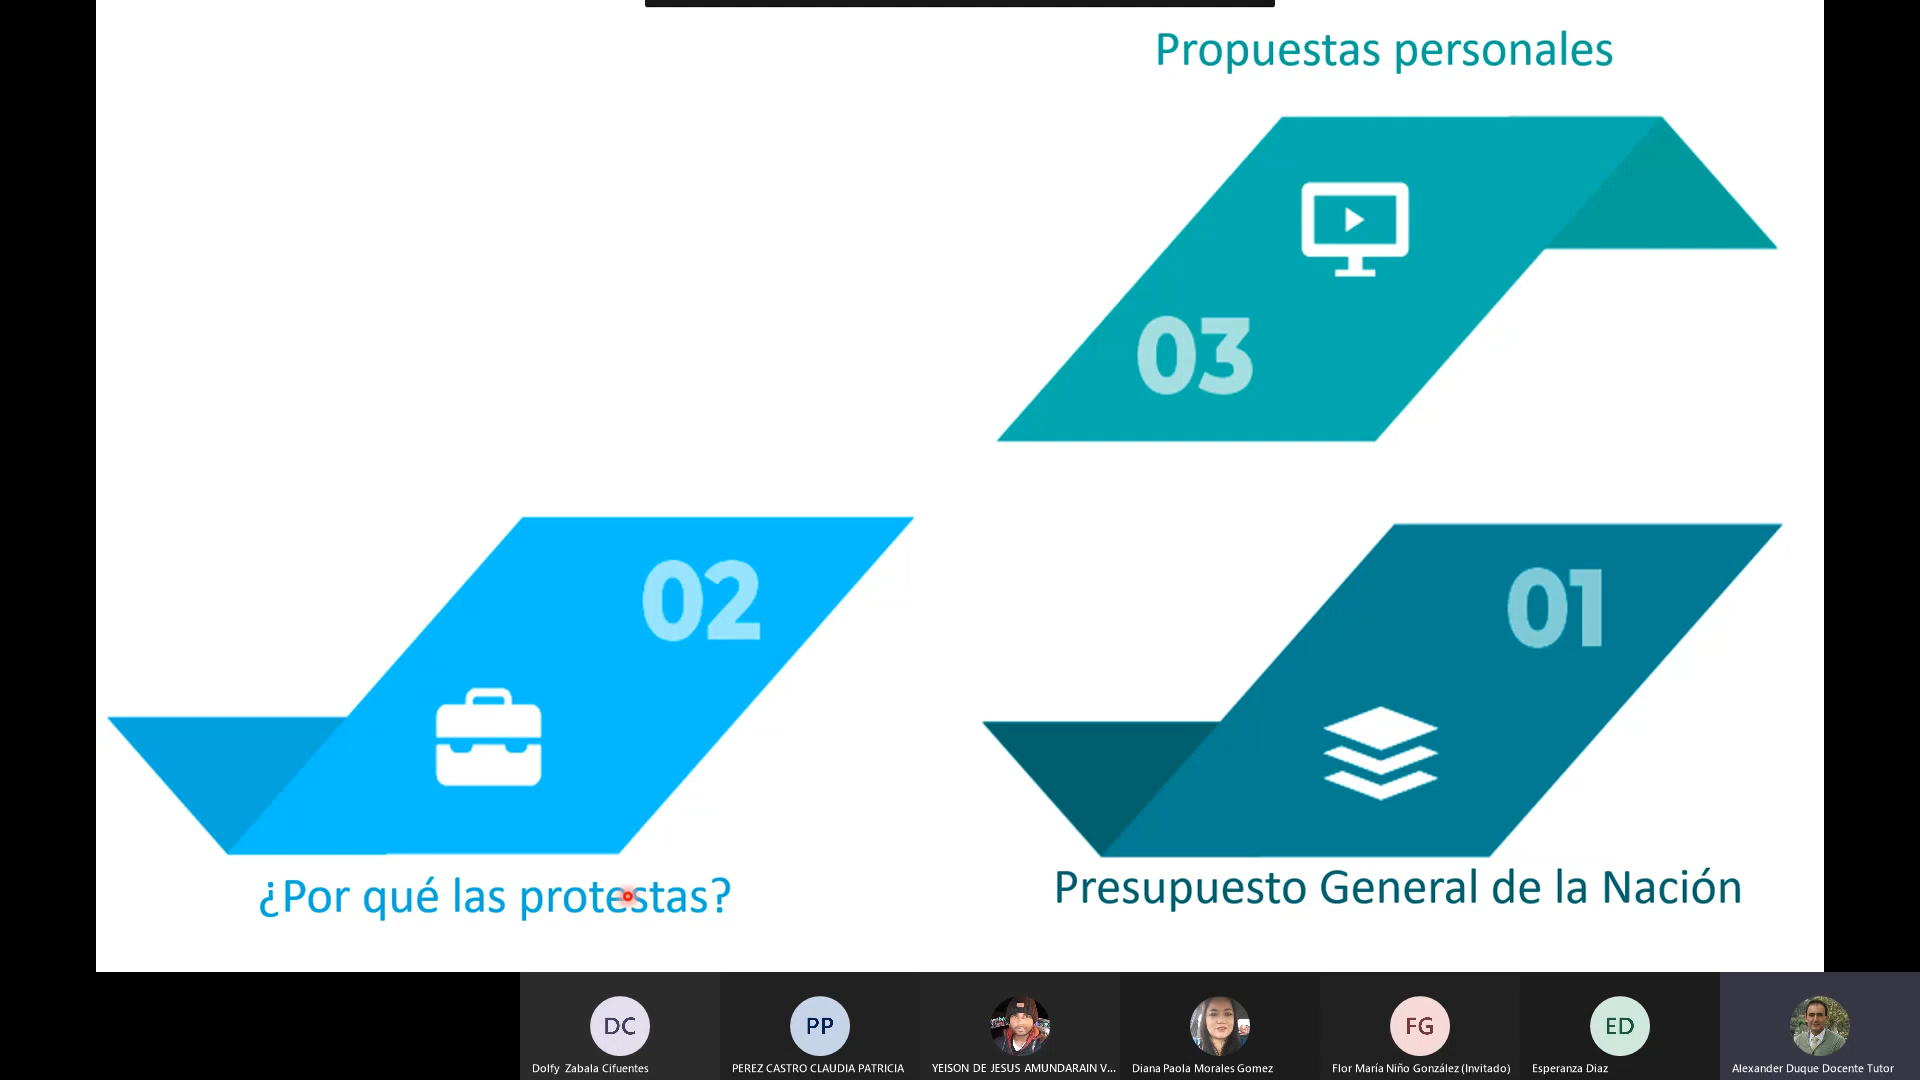 Propuestas personales
03
02
01
¿Por qué las protestas?
Presupuesto General de la Nación
DC
PP
FG
ED
Dolfy Zabala Cifuentes
PEREZ CASTRO CLAUDIA PATRICIA
YEISON DE JESUS AMUNDARAIN V...
Diana Paola Morales Gomez
Flor María Niño González (Invitado)
Esperanza Diaz
Alexander Duque Docente Tutor